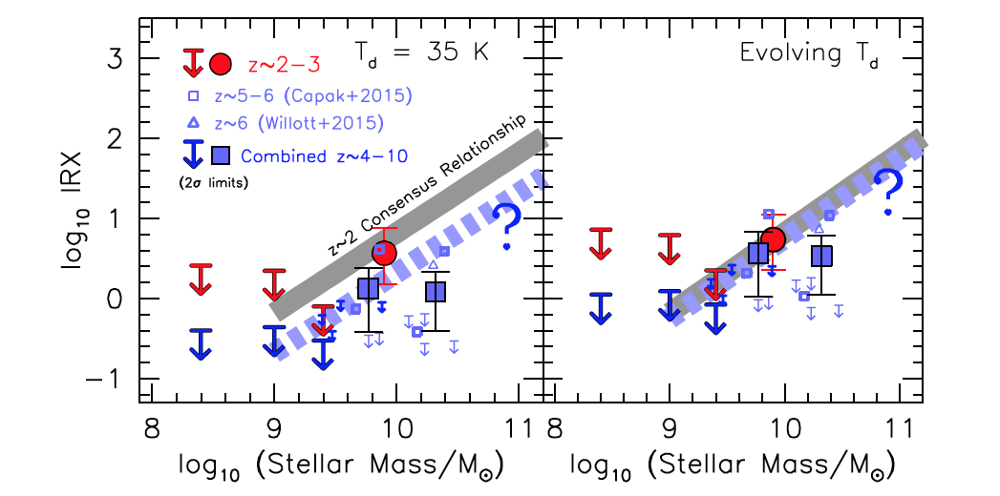 T_d = 35 K
Evolving T_d
z~2-3
z~5-6 (Capak+2015)
z~6 (Willott+2015)
Combined z~4-10
(2σ limits)
z~2 Consensus Relationship
?
?
log₁₀ IRX
3
2
1
0
-1
8 9 10 11 8 9 10 11
log₁₀ (Stellar Mass/M☉)
log₁₀ (Stellar Mass/M☉)